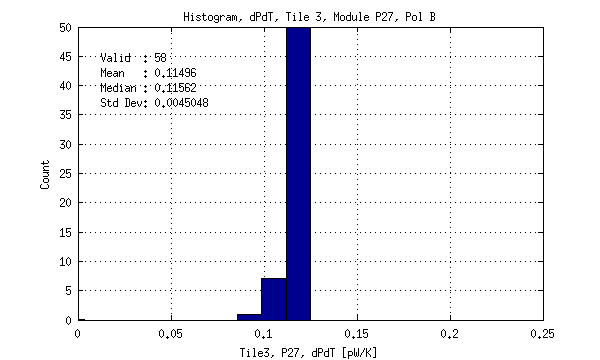 Histogram, dPdT, Tile 3, Module P27, Pol B
50
45
40
35
30
25
20
15
10
5
0
Valid : 58
Mean : 0.11496
Median : 0.11562
Std Dev: 0.0045048
Count
0 0.05 0.1 0.15 0.2 0.25
Tile3, P27, dPdT [pW/K]